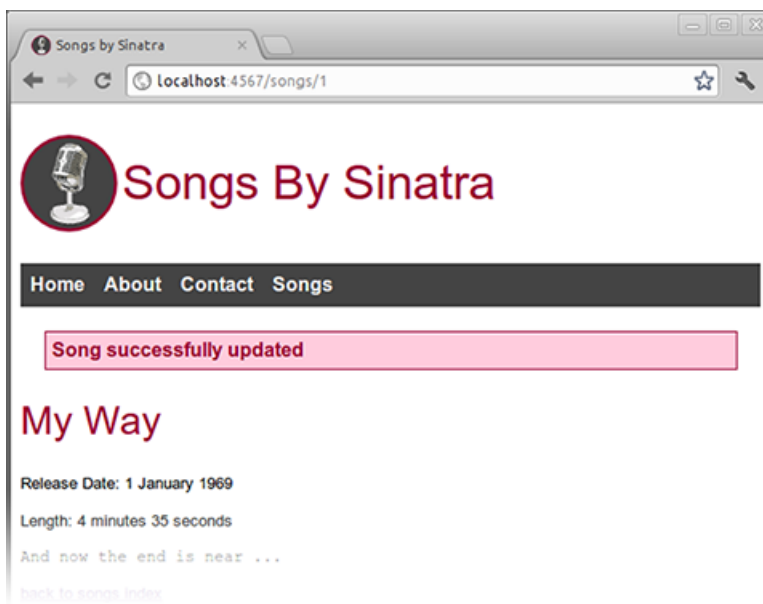 Songs by Sinatra
localhost:4567/songs/1
Songs By Sinatra
Home About Contact Songs
Song successfully updated
My Way
Release Date: 1 January 1969
Length: 4 minutes 35 seconds
And now the end is near ...
back to songs index